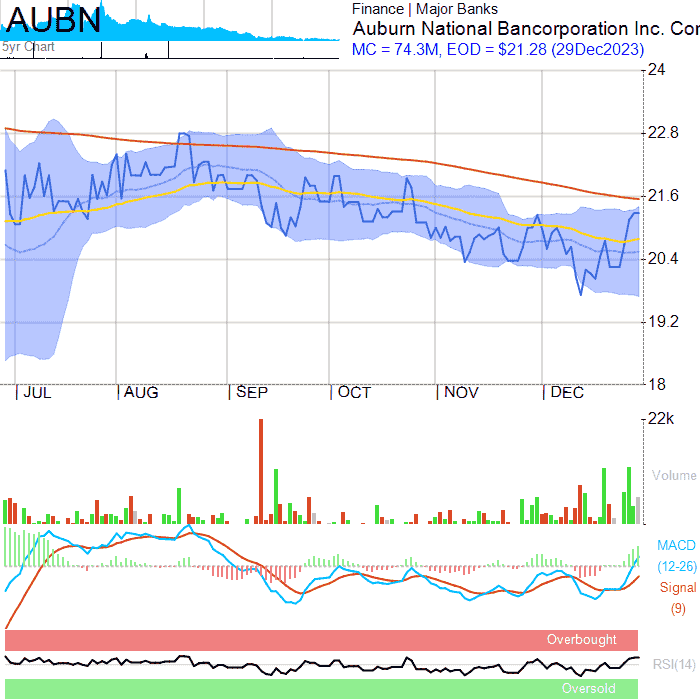 AUBN
5yr Chart
Finance | Major Banks
Auburn National Bancorporation Inc. Cor
MC = 74.3M, EOD = $21.28 (29Dec2023)
24
22.8
21.6
20.4
19.2
18
JUL AUG SEP OCT NOV DEC
22k
Volume
MACD
(12-26)
Signal
(9)
Overbought
RSI(14)
Oversold